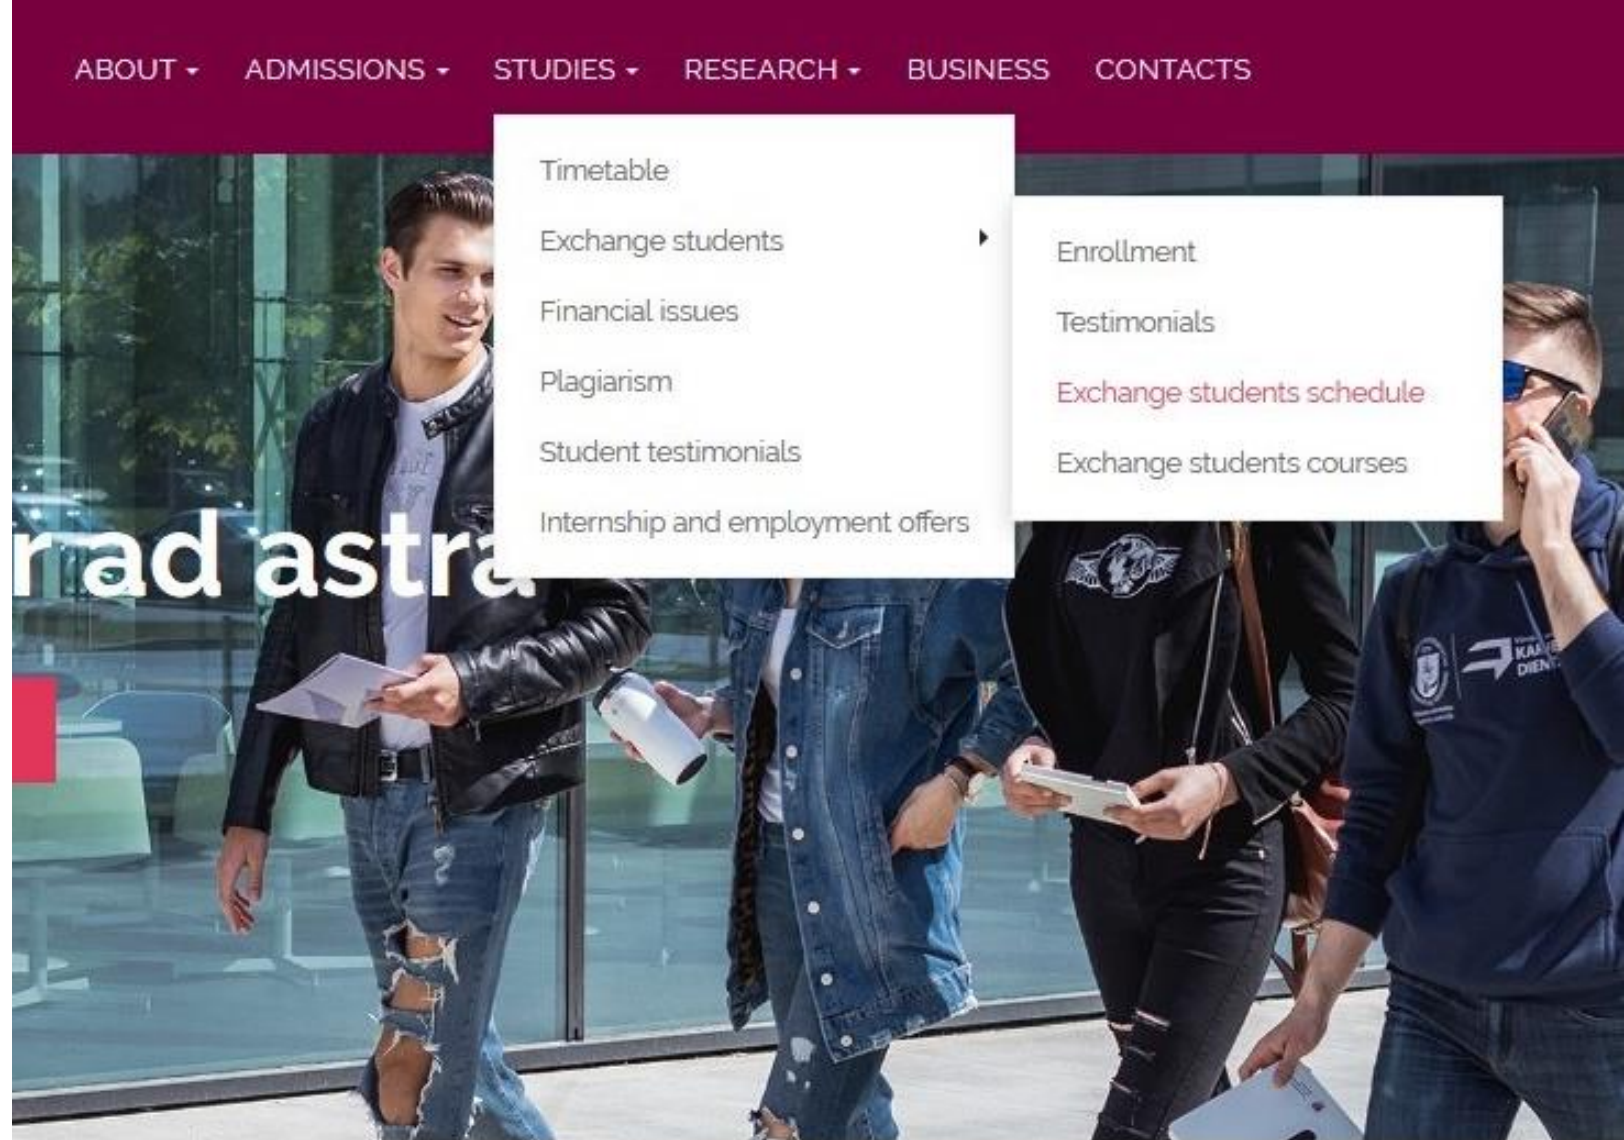 ABOUT
ADMISSIONS
STUDIES
RESEARCH
BUSINESS
CONTACTS
Timetable
Exchange students
Financial issues
Plagiarism
Student testimonials
Internship and employment offers
Enrollment
Testimonials
Exchange students schedule
Exchange students courses
r ad astra